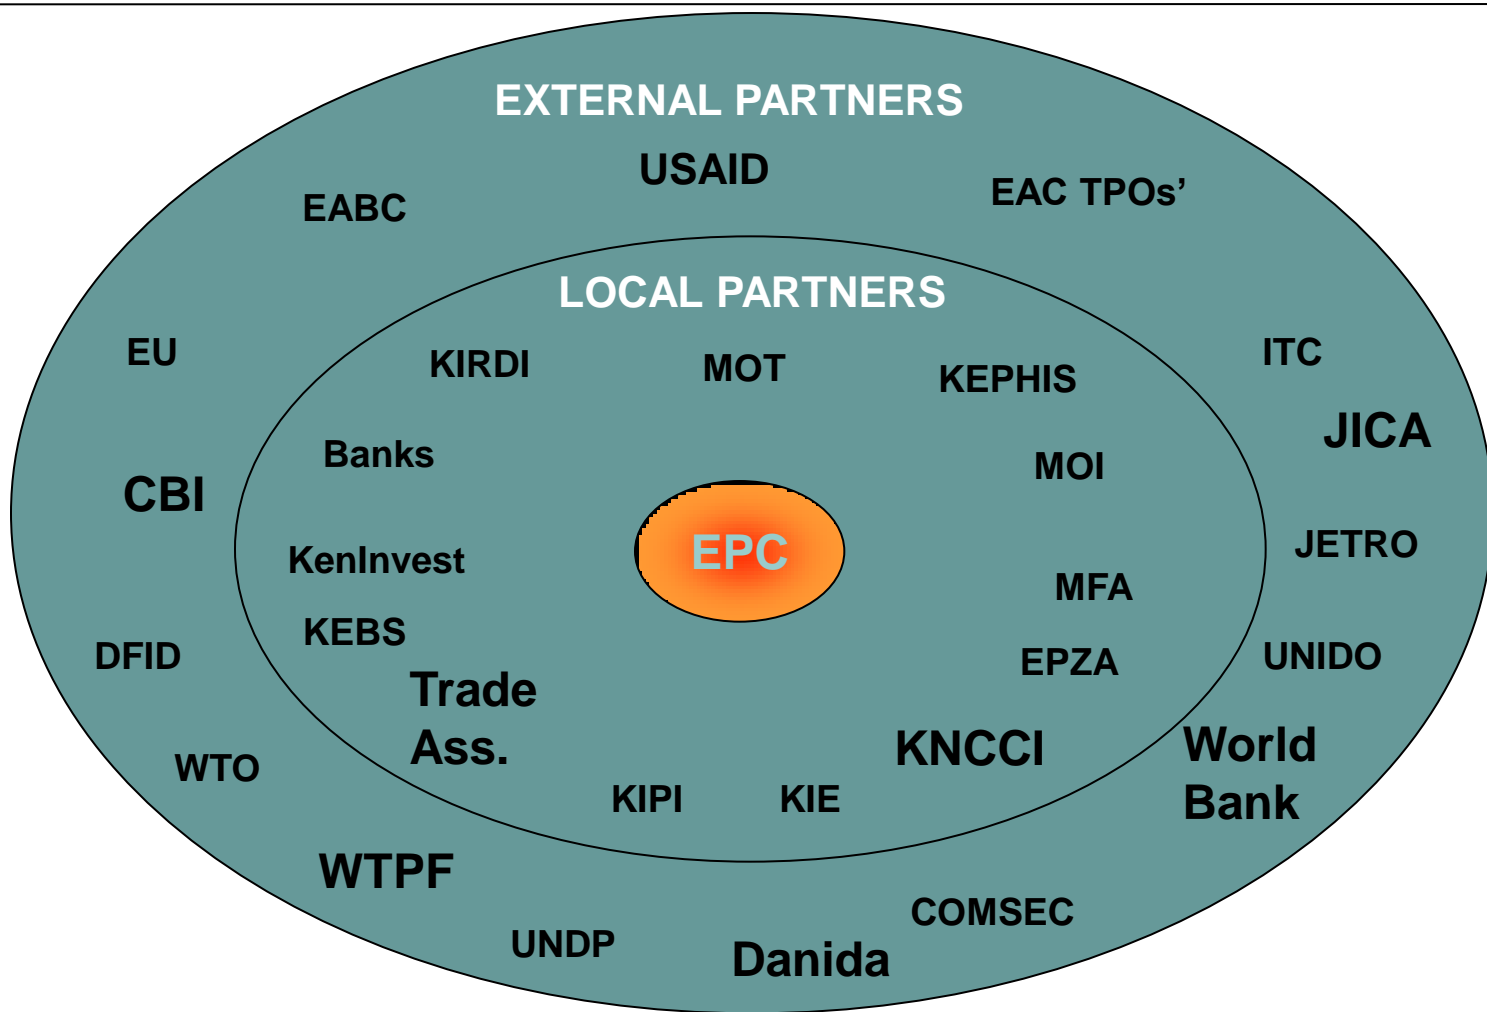 EXTERNAL PARTNERS
USAID
EABC
EAC TPOs’
LOCAL PARTNERS
EU
KIRDI
MOT
KEPHIS
ITC
JICA
Banks
MOI
CBI
KenInvest
EPC
JETRO
MFA
KEBS
DFID
EPZA
UNIDO
Trade
Ass.
KNCCI
World
Bank
WTO
KIPI
KIE
WTPF
COMSEC
UNDP
Danida